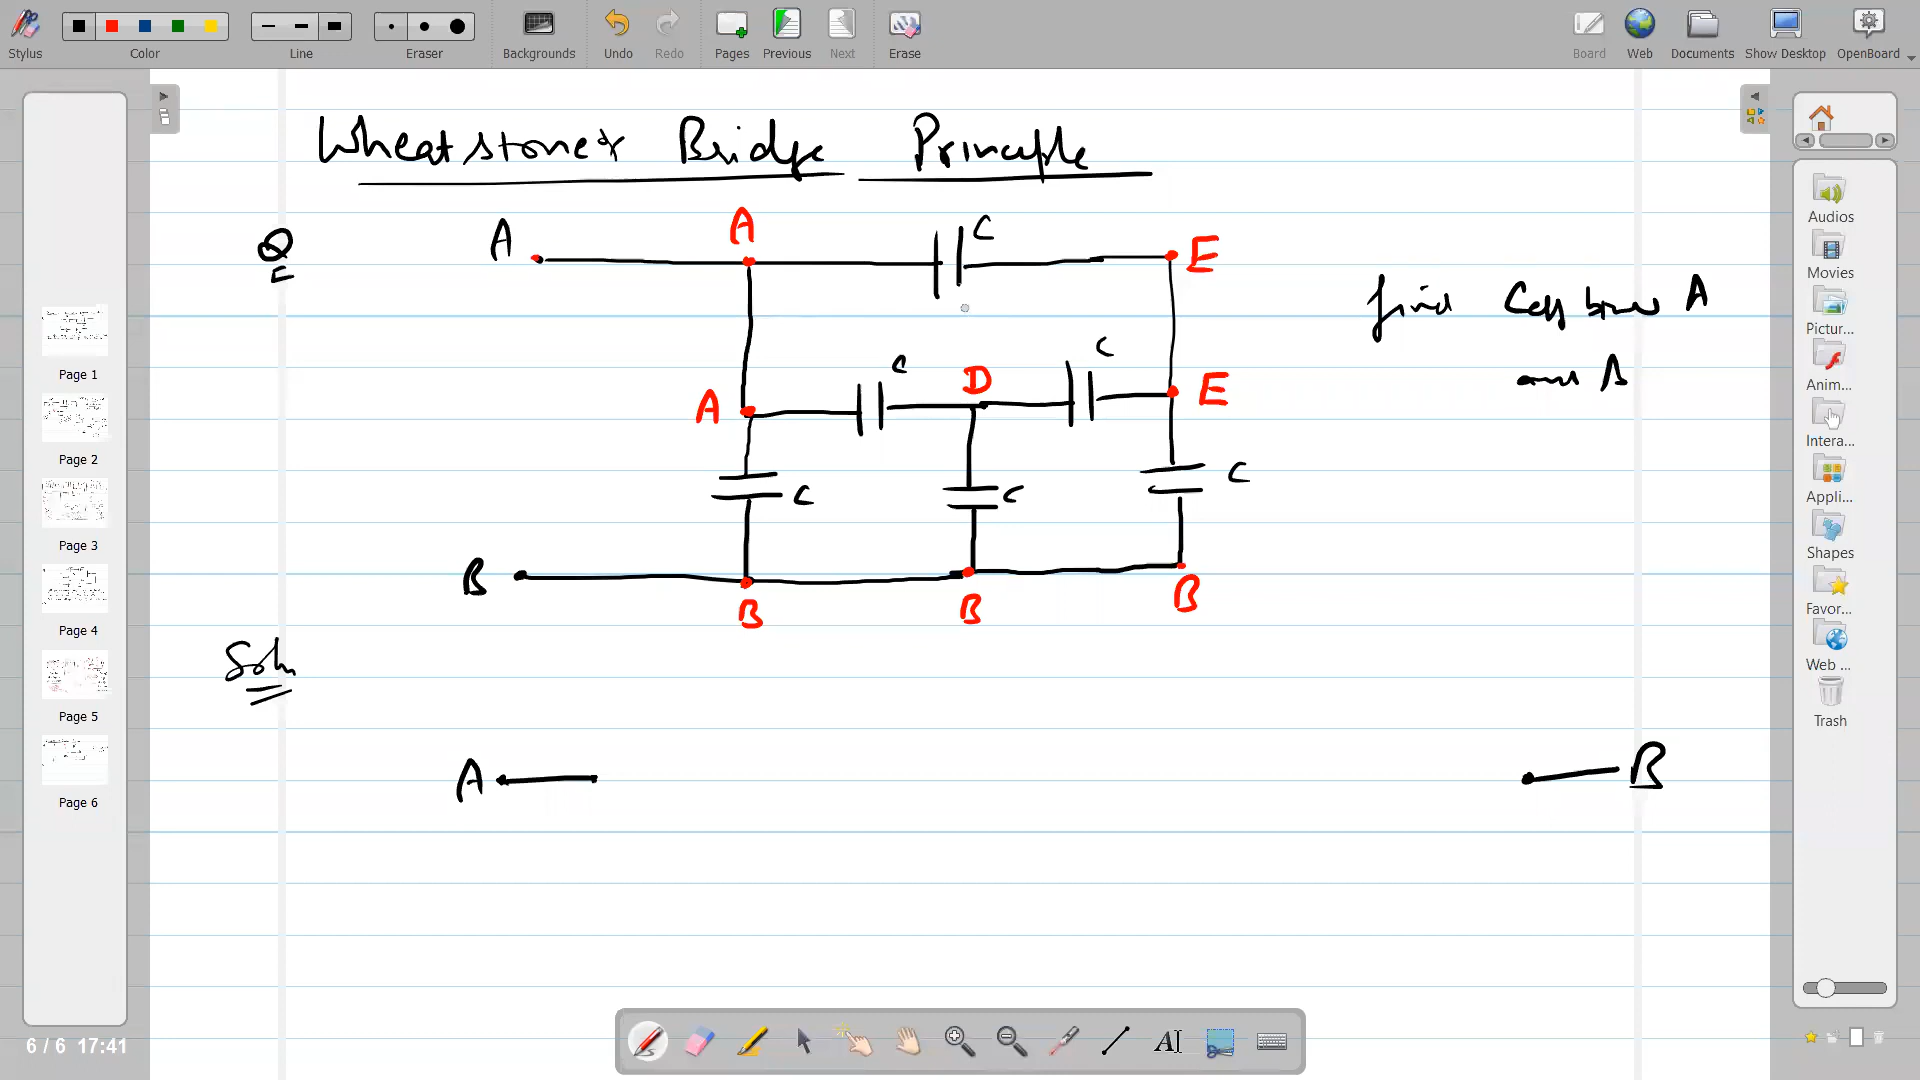 Stylus Color Line Eraser Backgrounds Undo Redo Pages Previous Next Erase Board Web Documents Show Desktop OpenBoard
Wheatstone's Bridge Principle
Q A A C E
find Ceff btw A
and B
A C D C E
C C C
B B B B
Soln
A B
Page 1
Page 2
Page 3
Page 4
Page 5
Page 6
6 / 6 17:41
Audios
Movies
Pictur...
Anim...
Intera...
Appli...
Shapes
Favor...
Web ...
Trash